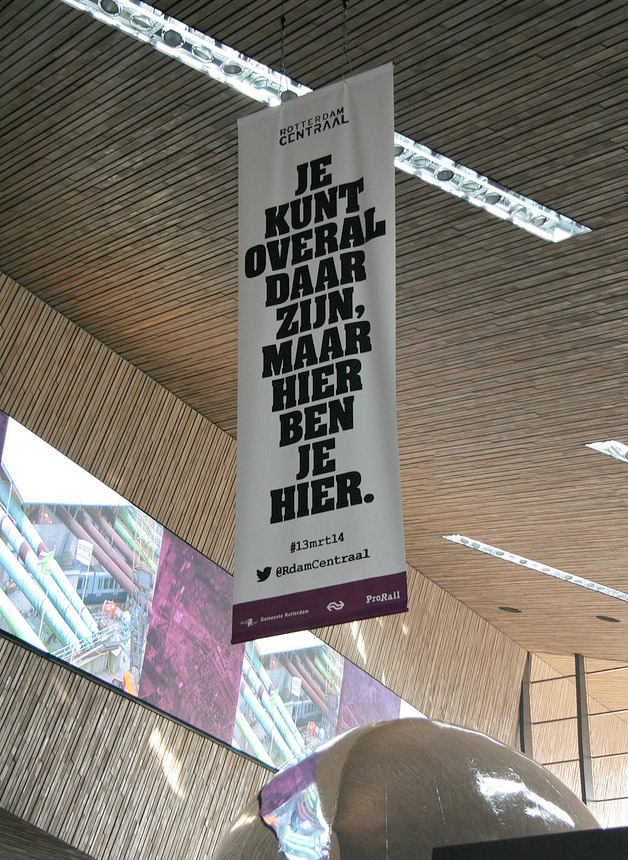 ROTTERDAM
CENTRAAL
JE
KUNT
OVERAL
DAAR
ZIJN,
MAAR
HIER
BEN
JE
HIER.
#13mrt14
@RdamCentraal
Gemeente Rotterdam
ProRail